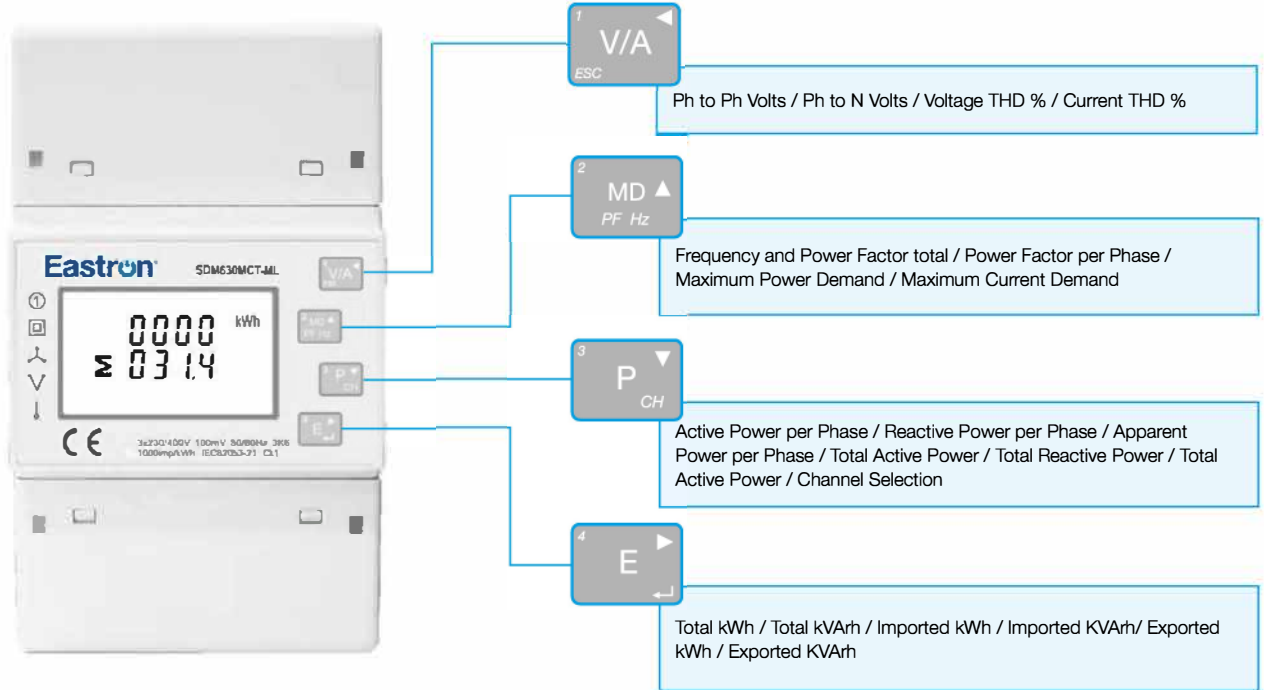 1
V/A
ESC
Ph to Ph Volts / Ph to N Volts / Voltage THD % / Current THD %
2
MD
PF Hz
Frequency and Power Factor total / Power Factor per Phase /
Maximum Power Demand / Maximum Current Demand
Eastron
SDM630MCT-ML
V/A
MD
PF Hz
P
CH
E
0000 kWh
Σ 031.4
CE
3x230/400V 100mV 50/60Hz 3K6
1000imp/kWh IEC62053-21 CL1
3
P
CH
Active Power per Phase / Reactive Power per Phase / Apparent
Power per Phase / Total Active Power / Total Reactive Power / Total
Active Power / Channel Selection
4
E
Total kWh / Total kVArh / Imported kWh / Imported KVArh/ Exported
kWh / Exported KVArh